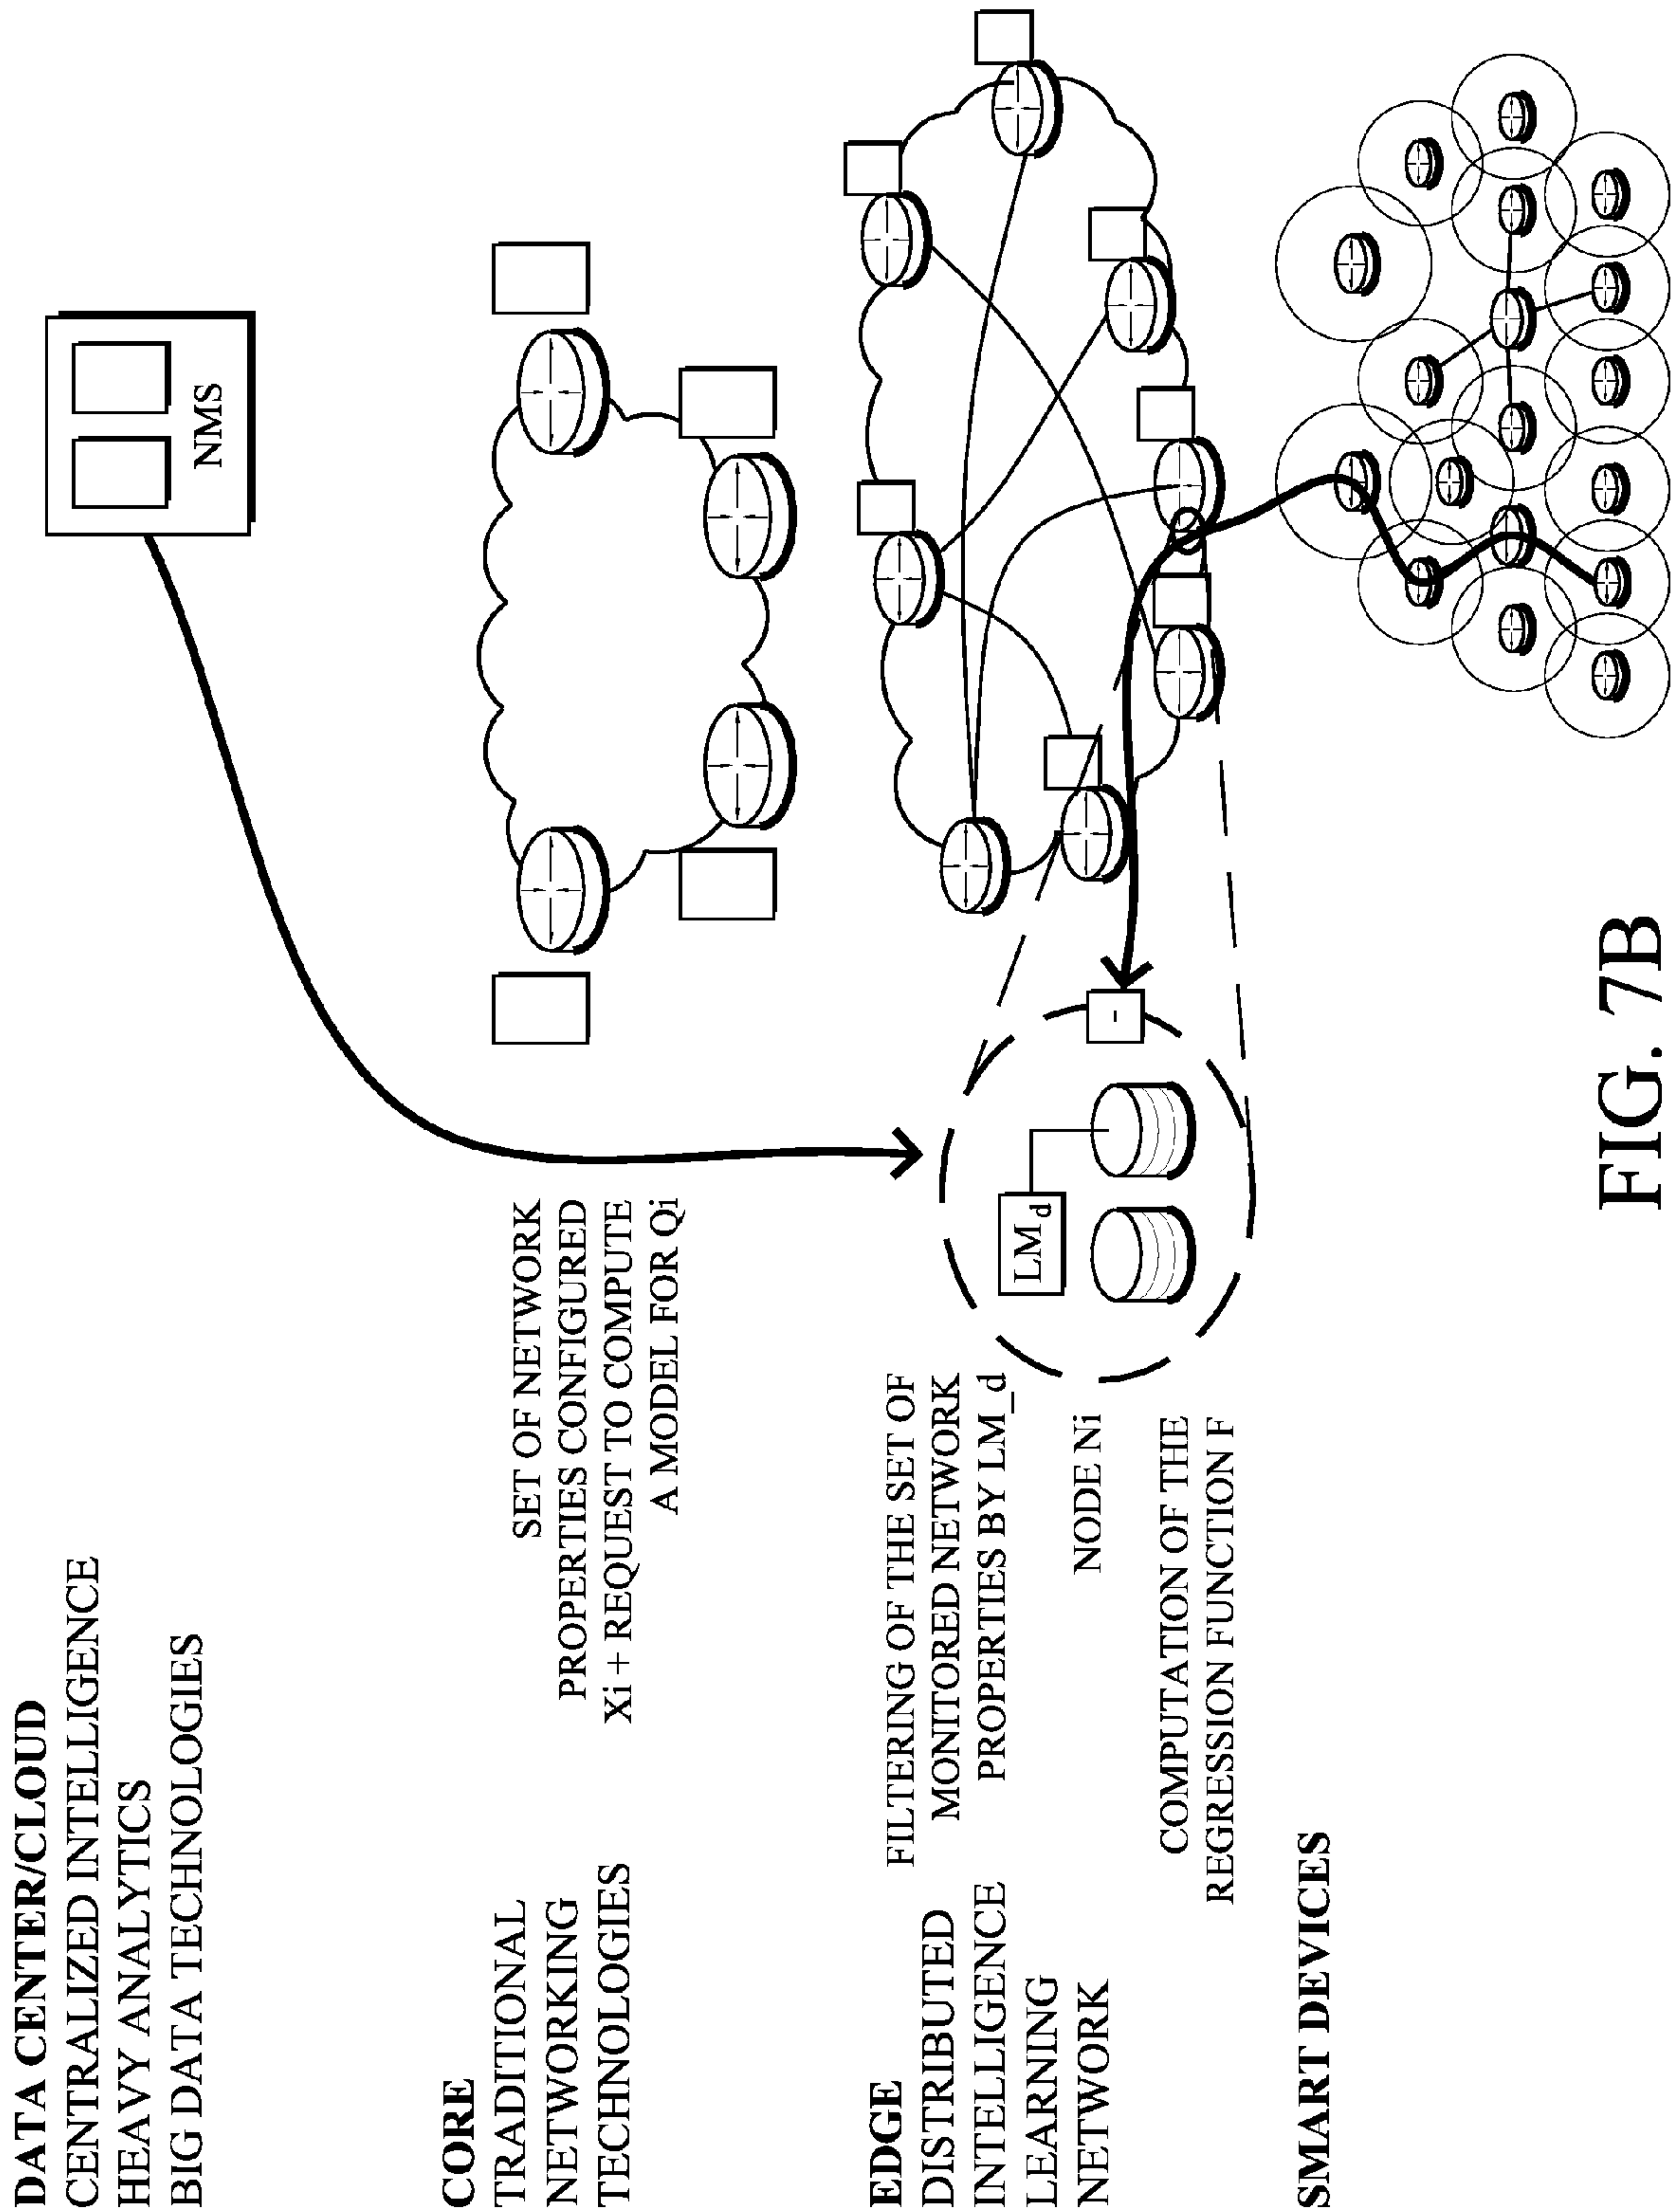 DATA CENTER/CLOUD
CENTRALIZED INTELLIGENCE
HEAVY ANALYTICS
BIG DATA TECHNOLOGIES
NMS
CORE
TRADITIONAL
NETWORKING
TECHNOLOGIES
SET OF NETWORK
PROPERTIES CONFIGURED
Xi + REQUEST TO COMPUTE
A MODEL FOR Qi
EDGE
DISTRIBUTED
INTELLIGENCE
LEARNING
NETWORK
FILTERING OF THE SET OF
MONITORED NETWORK
PROPERTIES BY LM_d
NODE Ni
COMPUTATION OF THE
REGRESSION FUNCTION F
LMd
-
SMART DEVICES
FIG. 7B